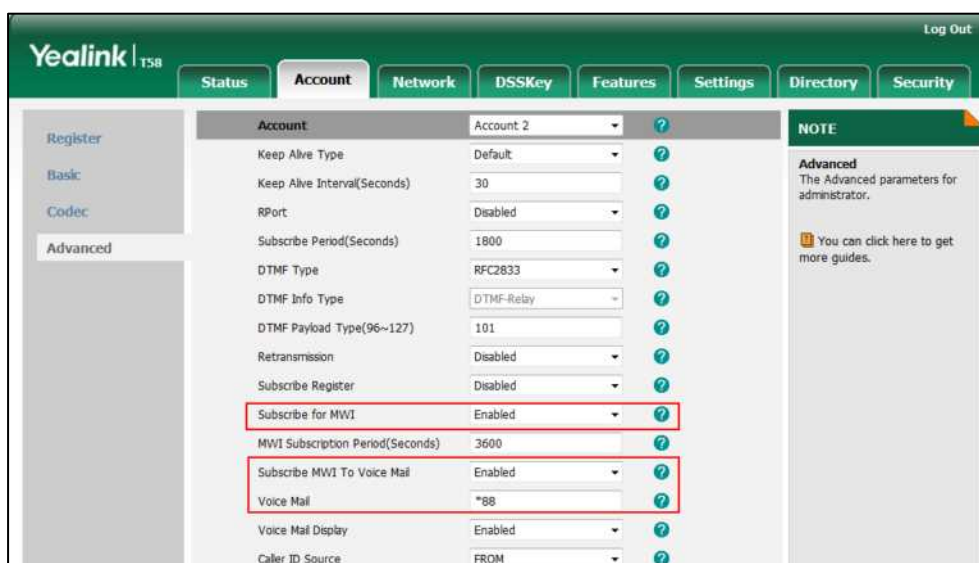 Log Out
Yealink T58
Status Account Network DSSKey Features Settings Directory Security
Register
Basic
Codec
Advanced
Account Account 2
Keep Alive Type Default
Keep Alive Interval(Seconds) 30
RPort Disabled
Subscribe Period(Seconds) 1800
DTMF Type RFC2833
DTMF Info Type DTMF-Relay
DTMF Payload Type(96~127) 101
Retransmission Disabled
Subscribe Register Disabled
Subscribe for MWI Enabled
MWI Subscription Period(Seconds) 3600
Subscribe MWI To Voice Mail Enabled
Voice Mail *88
Voice Mail Display Enabled
Caller ID Source FROM
NOTE
Advanced
The Advanced parameters for
administrator.
You can click here to get
more guides.